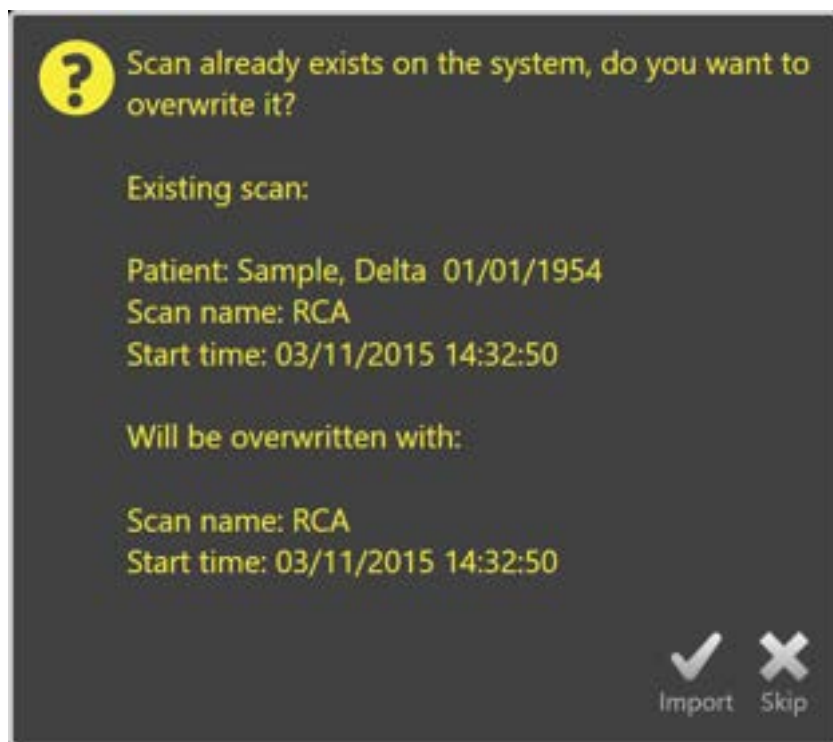 ?
Scan already exists on the system, do you want to
overwrite it?
Existing scan:
Patient: Sample, Delta  01/01/1954
Scan name: RCA
Start time: 03/11/2015 14:32:50
Will be overwritten with:
Scan name: RCA
Start time: 03/11/2015 14:32:50
Import Skip